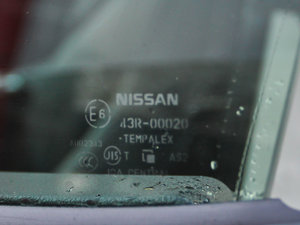 NISSAN
E6
43R-00020
·TEMPALEX
JIS T AS2